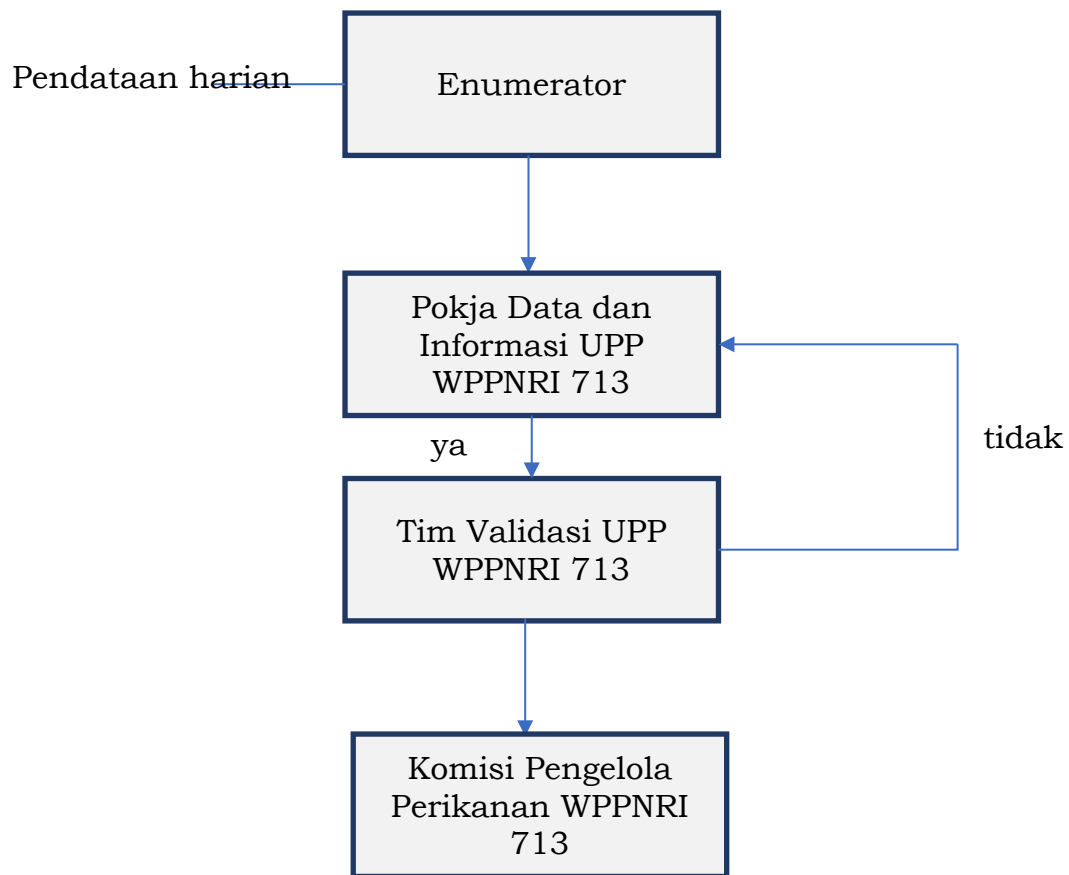 Pendataan harian
Enumerator
Pokja Data dan
Informasi UPP
WPPNRI 713
ya
tidak
Tim Validasi UPP
WPPNRI 713
Komisi Pengelola
Perikanan WPPNRI
713